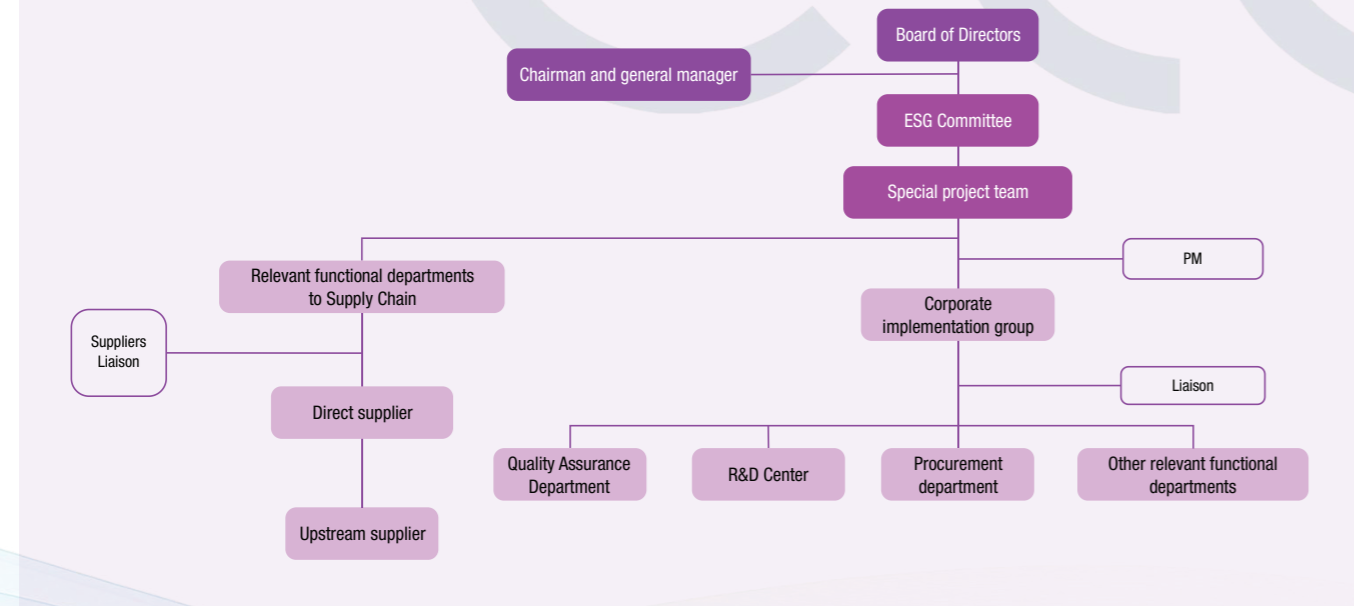 Board of Directors
Chairman and general manager
ESG Committee
Special project team
PM
Relevant functional departments
to Supply Chain
Corporate
implementation group
Suppliers
Liaison
Liaison
Direct supplier
Quality Assurance
Department
R&D Center
Procurement
department
Other relevant functional
departments
Upstream supplier